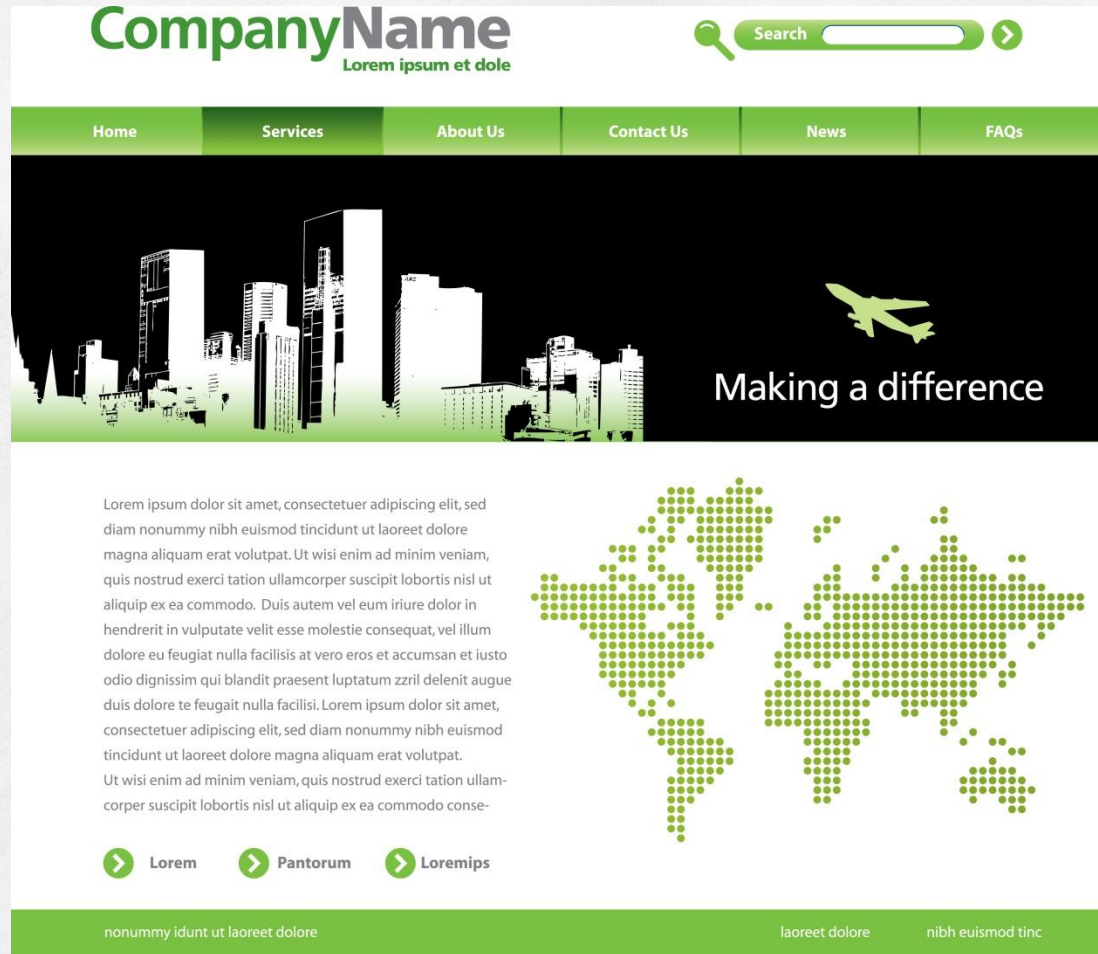 CompanyName
Lorem ipsum et dole
Search
Home Services About Us Contact Us News FAQs
Making a difference
Lorem ipsum dolor sit amet, consectetuer adipiscing elit, sed
diam nonummy nibh euismod tincidunt ut laoreet dolore
magna aliquam erat volutpat. Ut wisi enim ad minim veniam,
quis nostrud exerci tation ullamcorper suscipit lobortis nisl ut
aliquip ex ea commodo. Duis autem vel eum iriure dolor in
hendrerit in vulputate velit esse molestie consequat, vel illum
dolore eu feugiat nulla facilisis at vero eros et accumsan et iusto
odio dignissim qui blandit praesent luptatum zzril delenit augue
duis dolore te feugait nulla facilisi. Lorem ipsum dolor sit amet,
consectetuer adipiscing elit, sed diam nonummy nibh euismod
tincidunt ut laoreet dolore magna aliquam erat volutpat.
Ut wisi enim ad minim veniam, quis nostrud exerci tation ullam-
corper suscipit lobortis nisl ut aliquip ex ea commodo conse-
Lorem Pantorum Loremips
nonummy idunt ut laoreet dolore laoreet dolore nibh euismod tinc